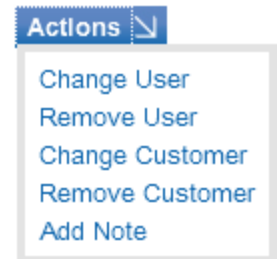 Actions
Change User
Remove User
Change Customer
Remove Customer
Add Note